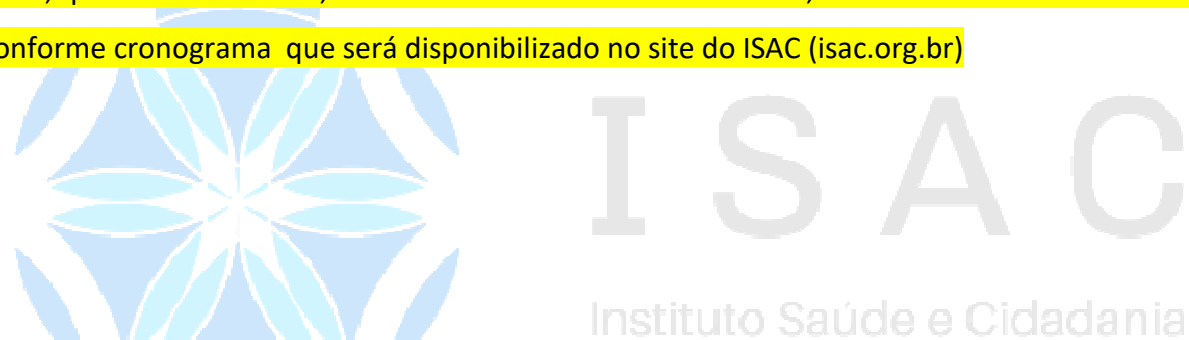 onforme cronograma  que será disponibilizado no site do ISAC (isac.org.br)
ISAC
Instituto Saúde e Cidadania